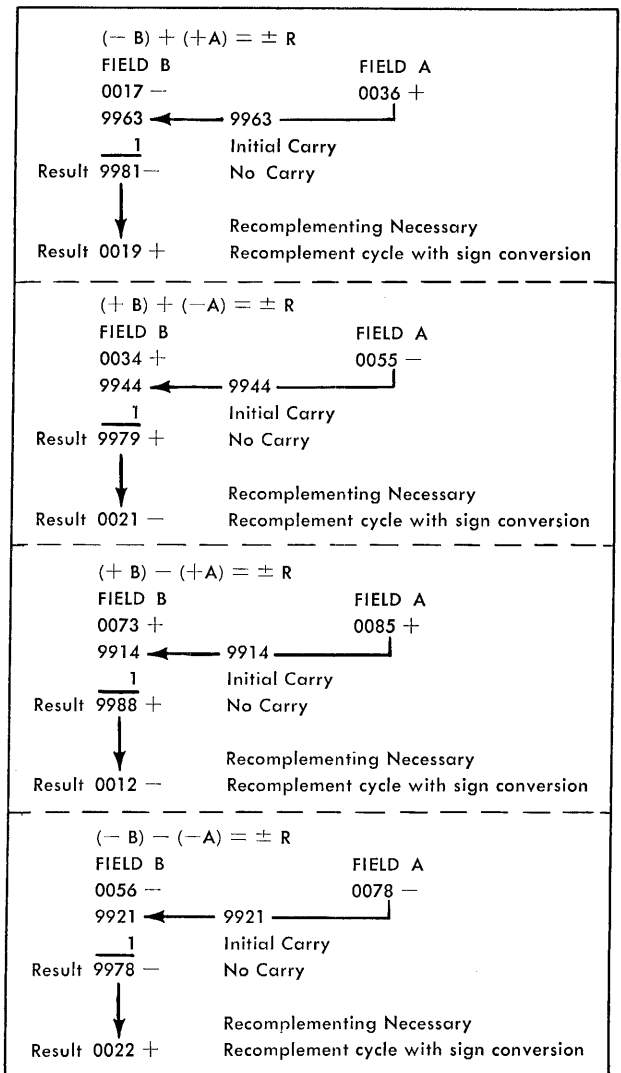 (− B) + (+A) = ± R
FIELD B FIELD A
0017 − 0036 +
9963 9963
1 Initial Carry
Result 9981 − No Carry
Recomplementing Necessary
Result 0019 + Recomplement cycle with sign conversion
(+ B) + (−A) = ± R
FIELD B FIELD A
0034 + 0055 −
9944 9944
1 Initial Carry
Result 9979 + No Carry
Recomplementing Necessary
Result 0021 − Recomplement cycle with sign conversion
(+ B) − (+A) = ± R
FIELD B FIELD A
0073 + 0085 +
9914 9914
1 Initial Carry
Result 9988 + No Carry
Recomplementing Necessary
Result 0012 − Recomplement cycle with sign conversion
(− B) − (−A) = ± R
FIELD B FIELD A
0056 − 0078 −
9921 9921
1 Initial Carry
Result 9978 − No Carry
Recomplementing Necessary
Result 0022 + Recomplement cycle with sign conversion